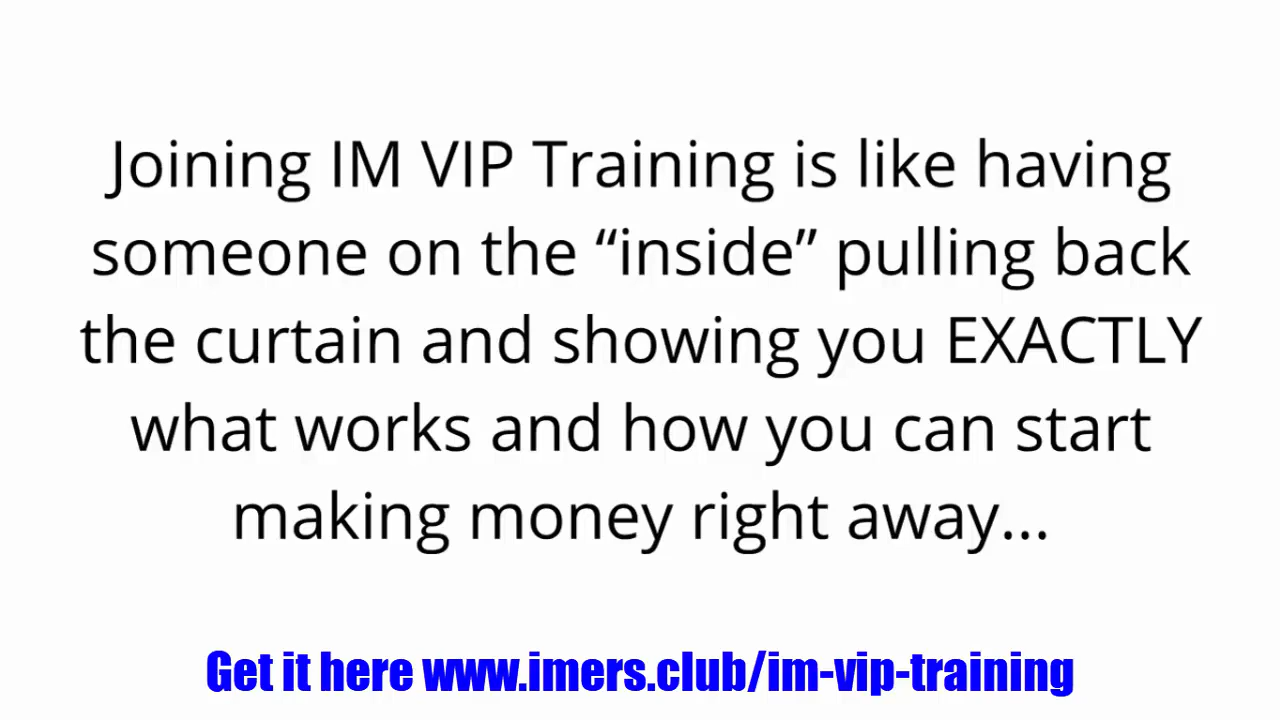 Joining IM VIP Training is like having
someone on the “inside” pulling back
the curtain and showing you EXACTLY
what works and how you can start
making money right away...
Get it here www.imers.club/im-vip-training